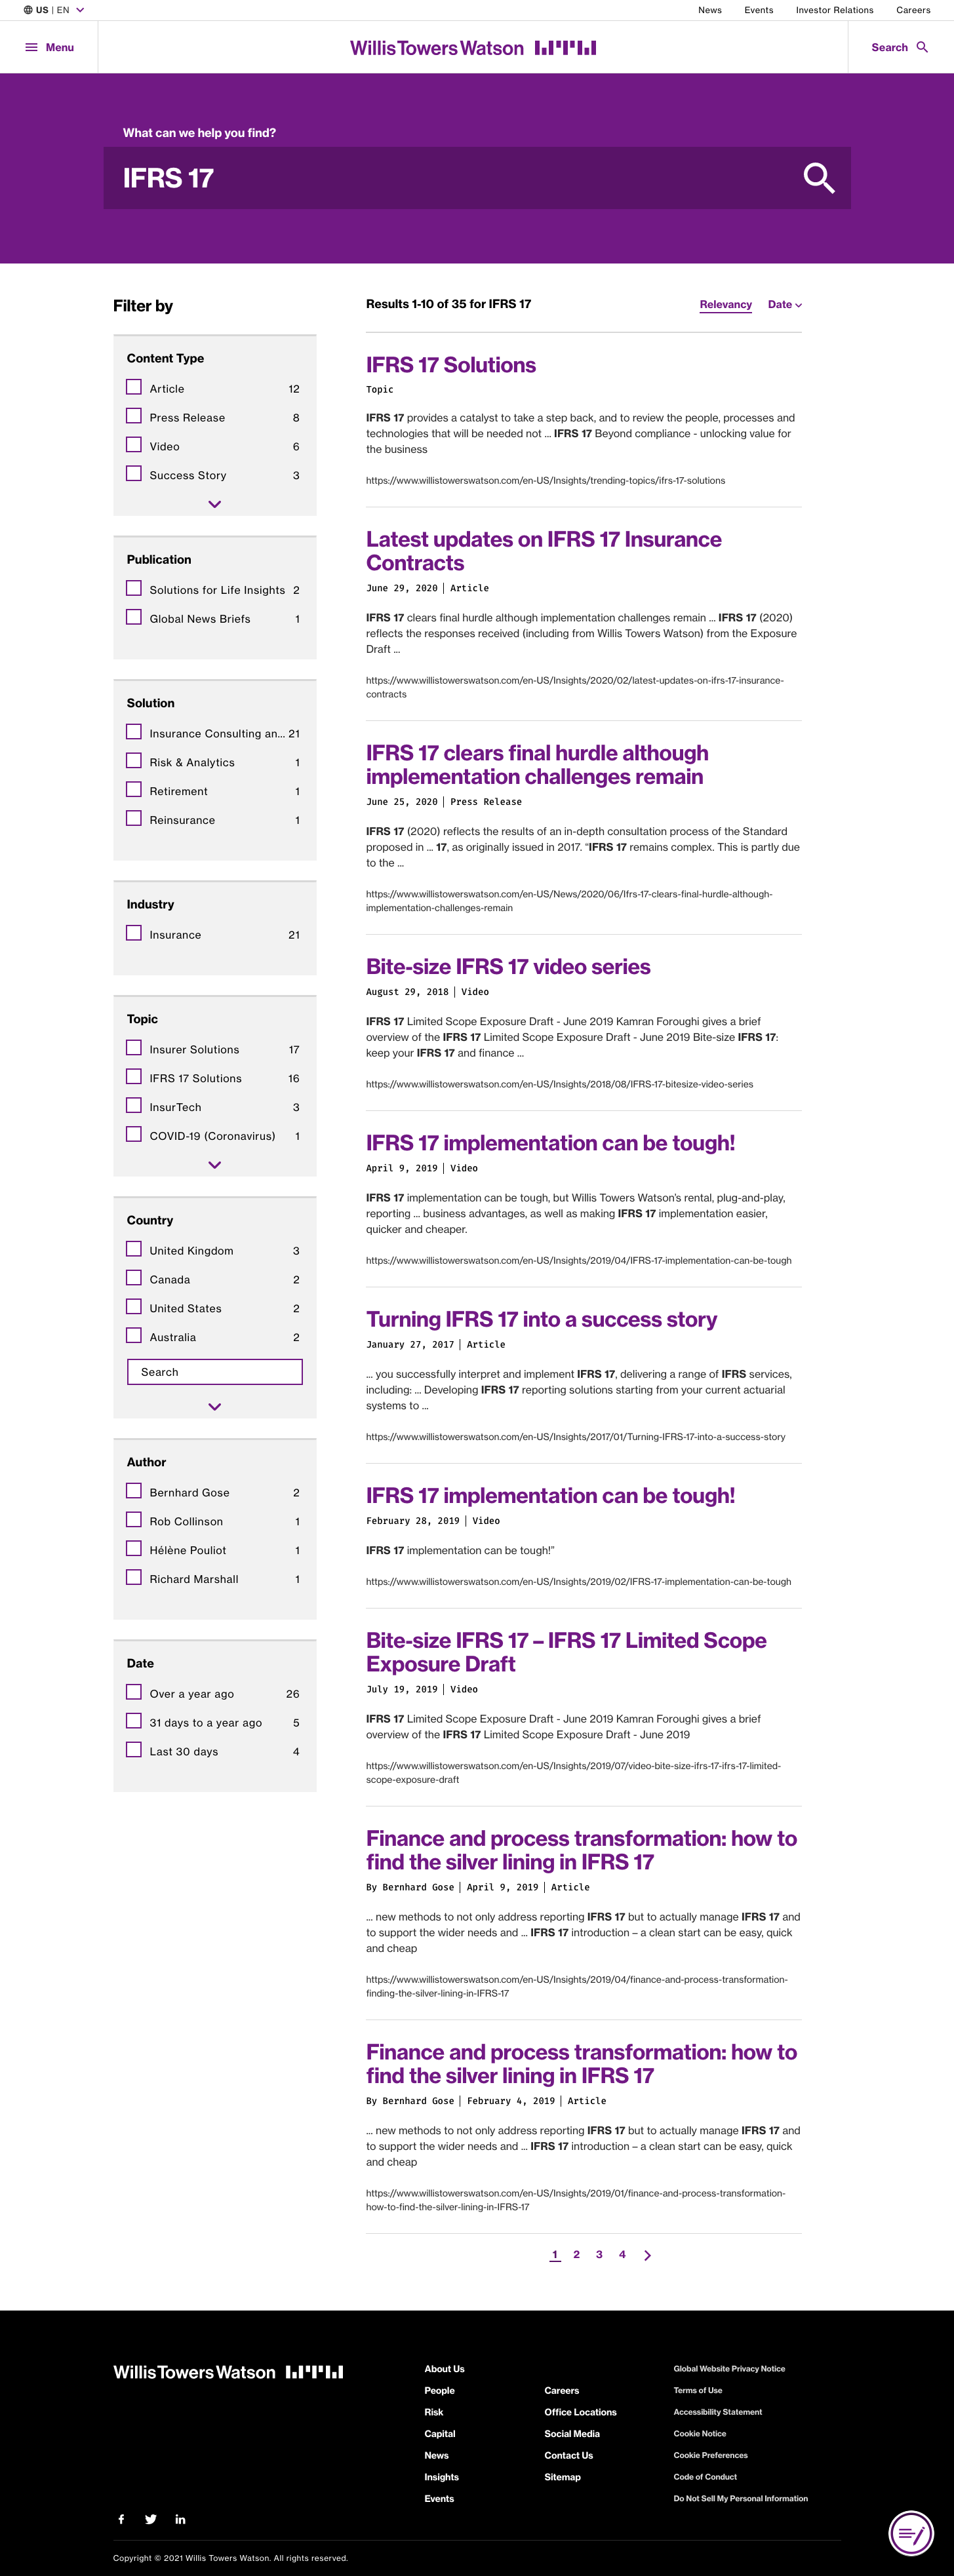 US | EN
News Events Investor Relations Careers
Menu
Willis Towers Watson
Search
What can we help you find?
IFRS 17
Filter by
Content Type
Article 12
Press Release 8
Video 6
Success Story 3
Publication
Solutions for Life Insights 2
Global News Briefs 1
Solution
Insurance Consulting an... 21
Risk & Analytics 1
Retirement 1
Reinsurance 1
Industry
Insurance 21
Topic
Insurer Solutions 17
IFRS 17 Solutions 16
InsurTech 3
COVID-19 (Coronavirus) 1
Country
United Kingdom 3
Canada 2
United States 2
Australia 2
Search
Author
Bernhard Gose 2
Rob Collinson 1
Hélène Pouliot 1
Richard Marshall 1
Date
Over a year ago 26
31 days to a year ago 5
Last 30 days 4
Results 1-10 of 35 for IFRS 17
Relevancy Date
IFRS 17 Solutions
Topic
IFRS 17 provides a catalyst to take a step back, and to review the people, processes and
technologies that will be needed not ... IFRS 17 Beyond compliance - unlocking value for
the business
https://www.willistowerswatson.com/en-US/Insights/trending-topics/ifrs-17-solutions
Latest updates on IFRS 17 Insurance
Contracts
June 29, 2020 | Article
IFRS 17 clears final hurdle although implementation challenges remain ... IFRS 17 (2020)
reflects the responses received (including from Willis Towers Watson) from the Exposure
Draft ...
https://www.willistowerswatson.com/en-US/Insights/2020/02/latest-updates-on-ifrs-17-insurance-
contracts
IFRS 17 clears final hurdle although
implementation challenges remain
June 25, 2020 | Press Release
IFRS 17 (2020) reflects the results of an in-depth consultation process of the Standard
proposed in ... 17, as originally issued in 2017. “IFRS 17 remains complex. This is partly due
to the ...
https://www.willistowerswatson.com/en-US/News/2020/06/Ifrs-17-clears-final-hurdle-although-
implementation-challenges-remain
Bite-size IFRS 17 video series
August 29, 2018 | Video
IFRS 17 Limited Scope Exposure Draft - June 2019 Kamran Foroughi gives a brief
overview of the IFRS 17 Limited Scope Exposure Draft - June 2019 Bite-size IFRS 17:
keep your IFRS 17 and finance ...
https://www.willistowerswatson.com/en-US/Insights/2018/08/IFRS-17-bitesize-video-series
IFRS 17 implementation can be tough!
April 9, 2019 | Video
IFRS 17 implementation can be tough, but Willis Towers Watson’s rental, plug-and-play,
reporting ... business advantages, as well as making IFRS 17 implementation easier,
quicker and cheaper.
https://www.willistowerswatson.com/en-US/Insights/2019/04/IFRS-17-implementation-can-be-tough
Turning IFRS 17 into a success story
January 27, 2017 | Article
... you successfully interpret and implement IFRS 17, delivering a range of IFRS services,
including: ... Developing IFRS 17 reporting solutions starting from your current actuarial
systems to ...
https://www.willistowerswatson.com/en-US/Insights/2017/01/Turning-IFRS-17-into-a-success-story
IFRS 17 implementation can be tough!
February 28, 2019 | Video
IFRS 17 implementation can be tough!”
https://www.willistowerswatson.com/en-US/Insights/2019/02/IFRS-17-implementation-can-be-tough
Bite-size IFRS 17 – IFRS 17 Limited Scope
Exposure Draft
July 19, 2019 | Video
IFRS 17 Limited Scope Exposure Draft - June 2019 Kamran Foroughi gives a brief
overview of the IFRS 17 Limited Scope Exposure Draft - June 2019
https://www.willistowerswatson.com/en-US/Insights/2019/07/video-bite-size-ifrs-17-ifrs-17-limited-
scope-exposure-draft
Finance and process transformation: how to
find the silver lining in IFRS 17
By Bernhard Gose | April 9, 2019 | Article
... new methods to not only address reporting IFRS 17 but to actually manage IFRS 17 and
to support the wider needs and ... IFRS 17 introduction – a clean start can be easy, quick
and cheap
https://www.willistowerswatson.com/en-US/Insights/2019/04/finance-and-process-transformation-
finding-the-silver-lining-in-IFRS-17
Finance and process transformation: how to
find the silver lining in IFRS 17
By Bernhard Gose | February 4, 2019 | Article
... new methods to not only address reporting IFRS 17 but to actually manage IFRS 17 and
to support the wider needs and ... IFRS 17 introduction – a clean start can be easy, quick
and cheap
https://www.willistowerswatson.com/en-US/Insights/2019/01/finance-and-process-transformation-
how-to-find-the-silver-lining-in-IFRS-17
1 2 3 4
Willis Towers Watson
About Us
People
Risk
Capital
News
Insights
Events
Careers
Office Locations
Social Media
Contact Us
Sitemap
Global Website Privacy Notice
Terms of Use
Accessibility Statement
Cookie Notice
Cookie Preferences
Code of Conduct
Do Not Sell My Personal Information
Copyright © 2021 Willis Towers Watson. All rights reserved.